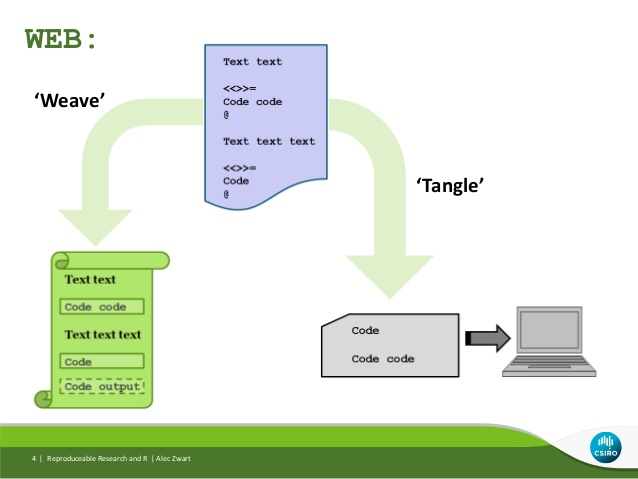 WEB:
‘Weave’
Text text
<<>>=
Code code
@
Text text text
<<>>=
Code
@
‘Tangle’
Text text
Code code
Text text text
Code
Code output
Code
Code code
4 | Reproduceable Research and R | Alec Zwart
CSIRO